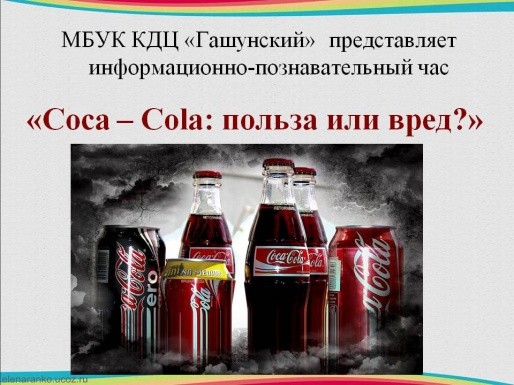 МБУК КДЦ «Гашунский» представляет
информационно-познавательный час
«Coca – Cola: польза или вред?»
Coca-Cola
zero
Cola
Coca-Cola
Coca-Cola
elenaranko.ucoz.ru